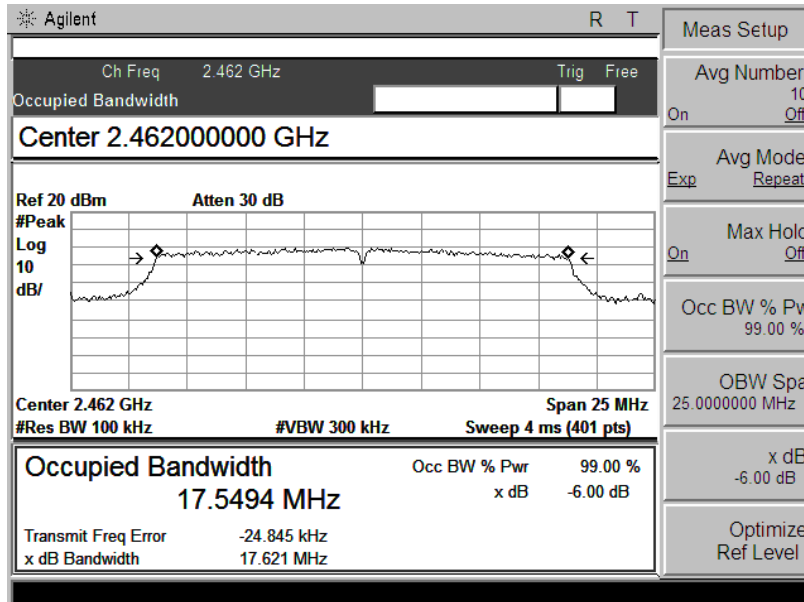 Agilent R T
Ch Freq 2.462 GHz Trig Free
Occupied Bandwidth
Center 2.462000000 GHz
Ref 20 dBm Atten 30 dB
#Peak
Log
10
dB/
Center 2.462 GHz Span 25 MHz
#Res BW 100 kHz #VBW 300 kHz Sweep 4 ms (401 pts)
Occupied Bandwidth Occ BW % Pwr 99.00 %
17.5494 MHz x dB -6.00 dB
Transmit Freq Error -24.845 kHz
x dB Bandwidth 17.621 MHz
Meas Setup
Avg Number
10
On Off
Avg Mode
Exp Repeat
Max Hold
On Off
Occ BW % Pw
99.00 %
OBW Spa
25.0000000 MHz
x dB
-6.00 dB
Optimize
Ref Level